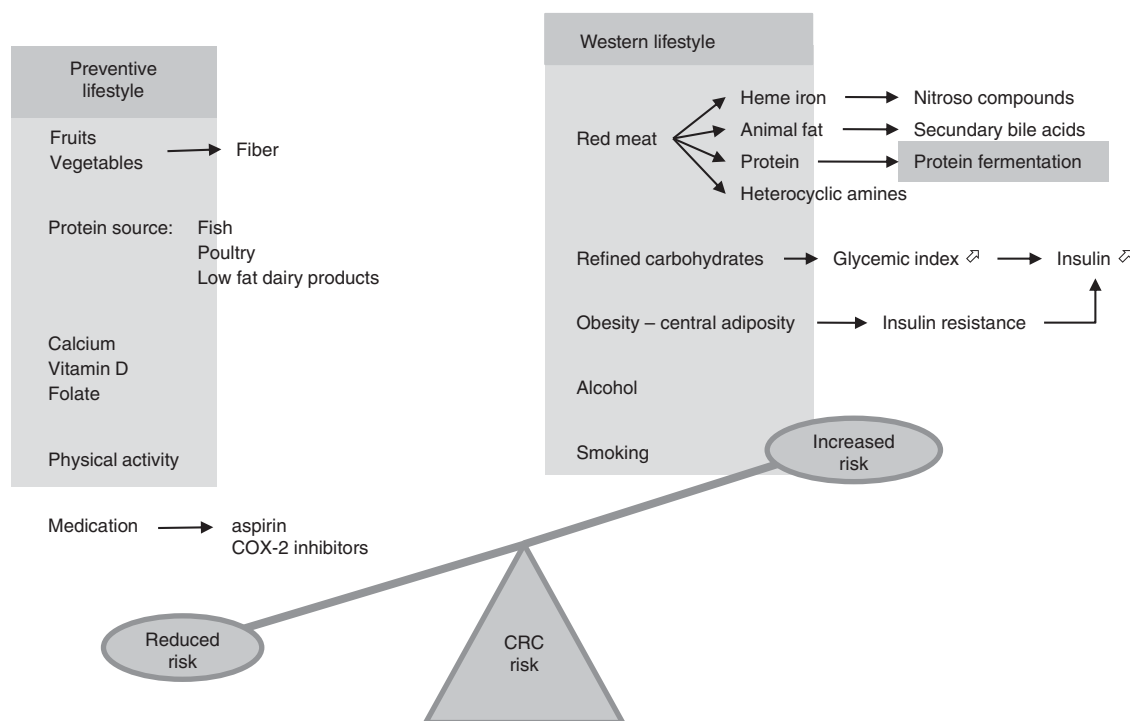 Preventive
lifestyle
Fruits
Vegetables
Fiber
Protein source: Fish
Poultry
Low fat dairy products
Calcium
Vitamin D
Folate
Physical activity
Medication
aspirin
COX-2 inhibitors
Western lifestyle
Red meat
Heme iron
Nitroso compounds
Animal fat
Secundary bile acids
Protein
Protein fermentation
Heterocyclic amines
Refined carbohydrates
Glycemic index
Insulin
Obesity – central adiposity
Insulin resistance
Alcohol
Smoking
Increased
risk
Reduced
risk
CRC
risk